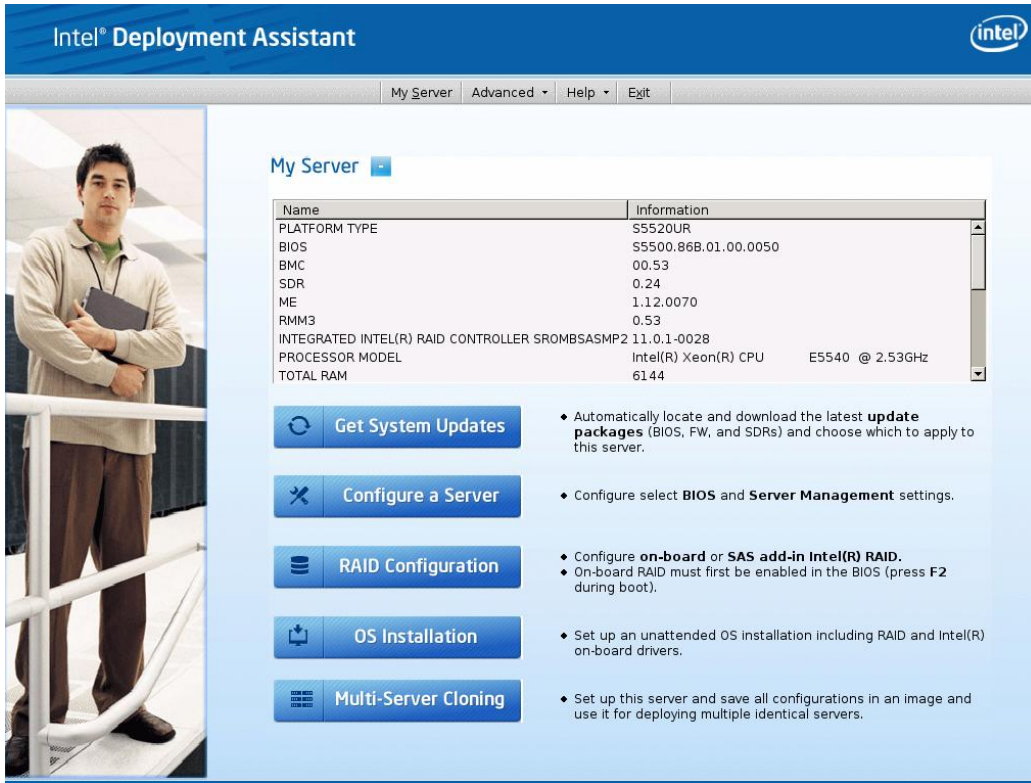 Intel® Deployment Assistant
intel
My Server Advanced Help Exit
My Server
Name Information
PLATFORM TYPE S5520UR
BIOS S5500.86B.01.00.0050
BMC 00.53
SDR 0.24
ME 1.12.0070
RMM3 0.53
INTEGRATED INTEL(R) RAID CONTROLLER SROMBSASMP2 11.0.1-0028
PROCESSOR MODEL Intel(R) Xeon(R) CPU E5540 @ 2.53GHz
TOTAL RAM 6144
Get System Updates
◆ Automatically locate and download the latest update
packages (BIOS, FW, and SDRs) and choose which to apply to
this server.
Configure a Server
◆ Configure select BIOS and Server Management settings.
RAID Configuration
◆ Configure on-board or SAS add-in Intel(R) RAID.
◆ On-board RAID must first be enabled in the BIOS (press F2
during boot).
OS Installation
◆ Set up an unattended OS installation including RAID and Intel(R)
on-board drivers.
Multi-Server Cloning
◆ Set up this server and save all configurations in an image and
use it for deploying multiple identical servers.